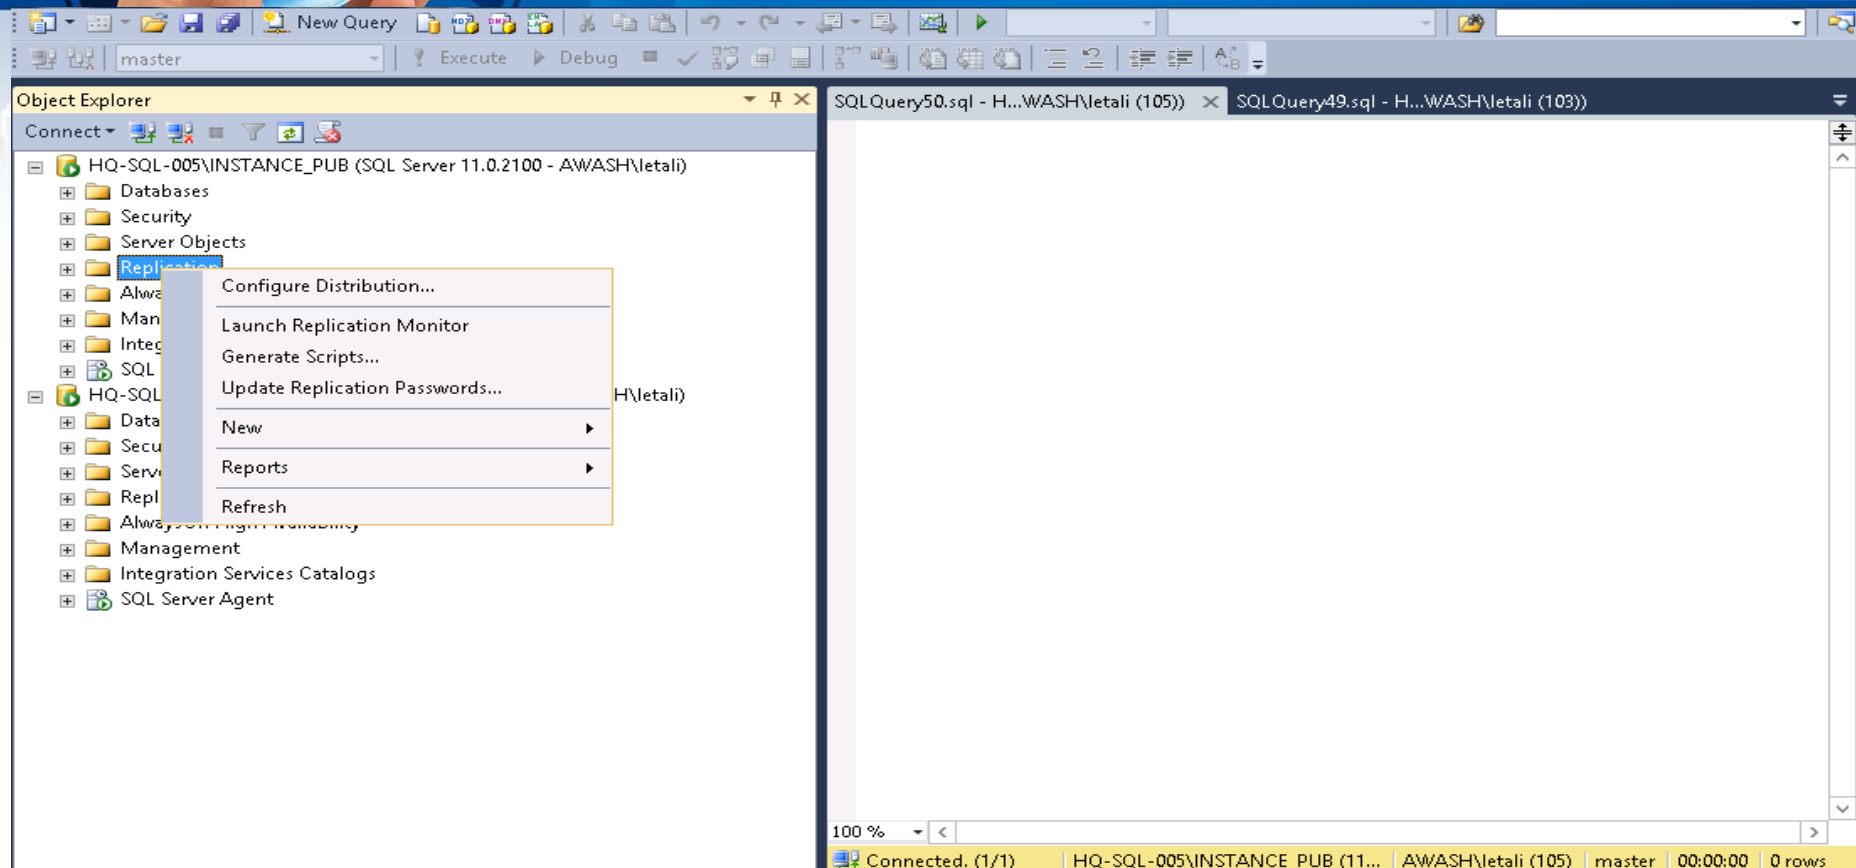 New Query
master
Execute
Debug
Object Explorer
SQLQuery50.sql - H...WASH\letali (105))
SQLQuery49.sql - H...WASH\letali (103))
Connect
HQ-SQL-005\INSTANCE_PUB (SQL Server 11.0.2100 - AWASH\letali)
Databases
Security
Server Objects
Replication
Configure Distribution...
Alwa
Launch Replication Monitor
Man
Integ
Generate Scripts...
SQL
Update Replication Passwords...
HQ-SQL
H\letali)
Data
New
Secu
Serv
Reports
Repl
Refresh
AlwaysOn High Availability
Management
Integration Services Catalogs
SQL Server Agent
100 %
Connected. (1/1)
HQ-SQL-005\INSTANCE_PUB (11...
AWASH\letali (105)
master
00:00:00
0 rows